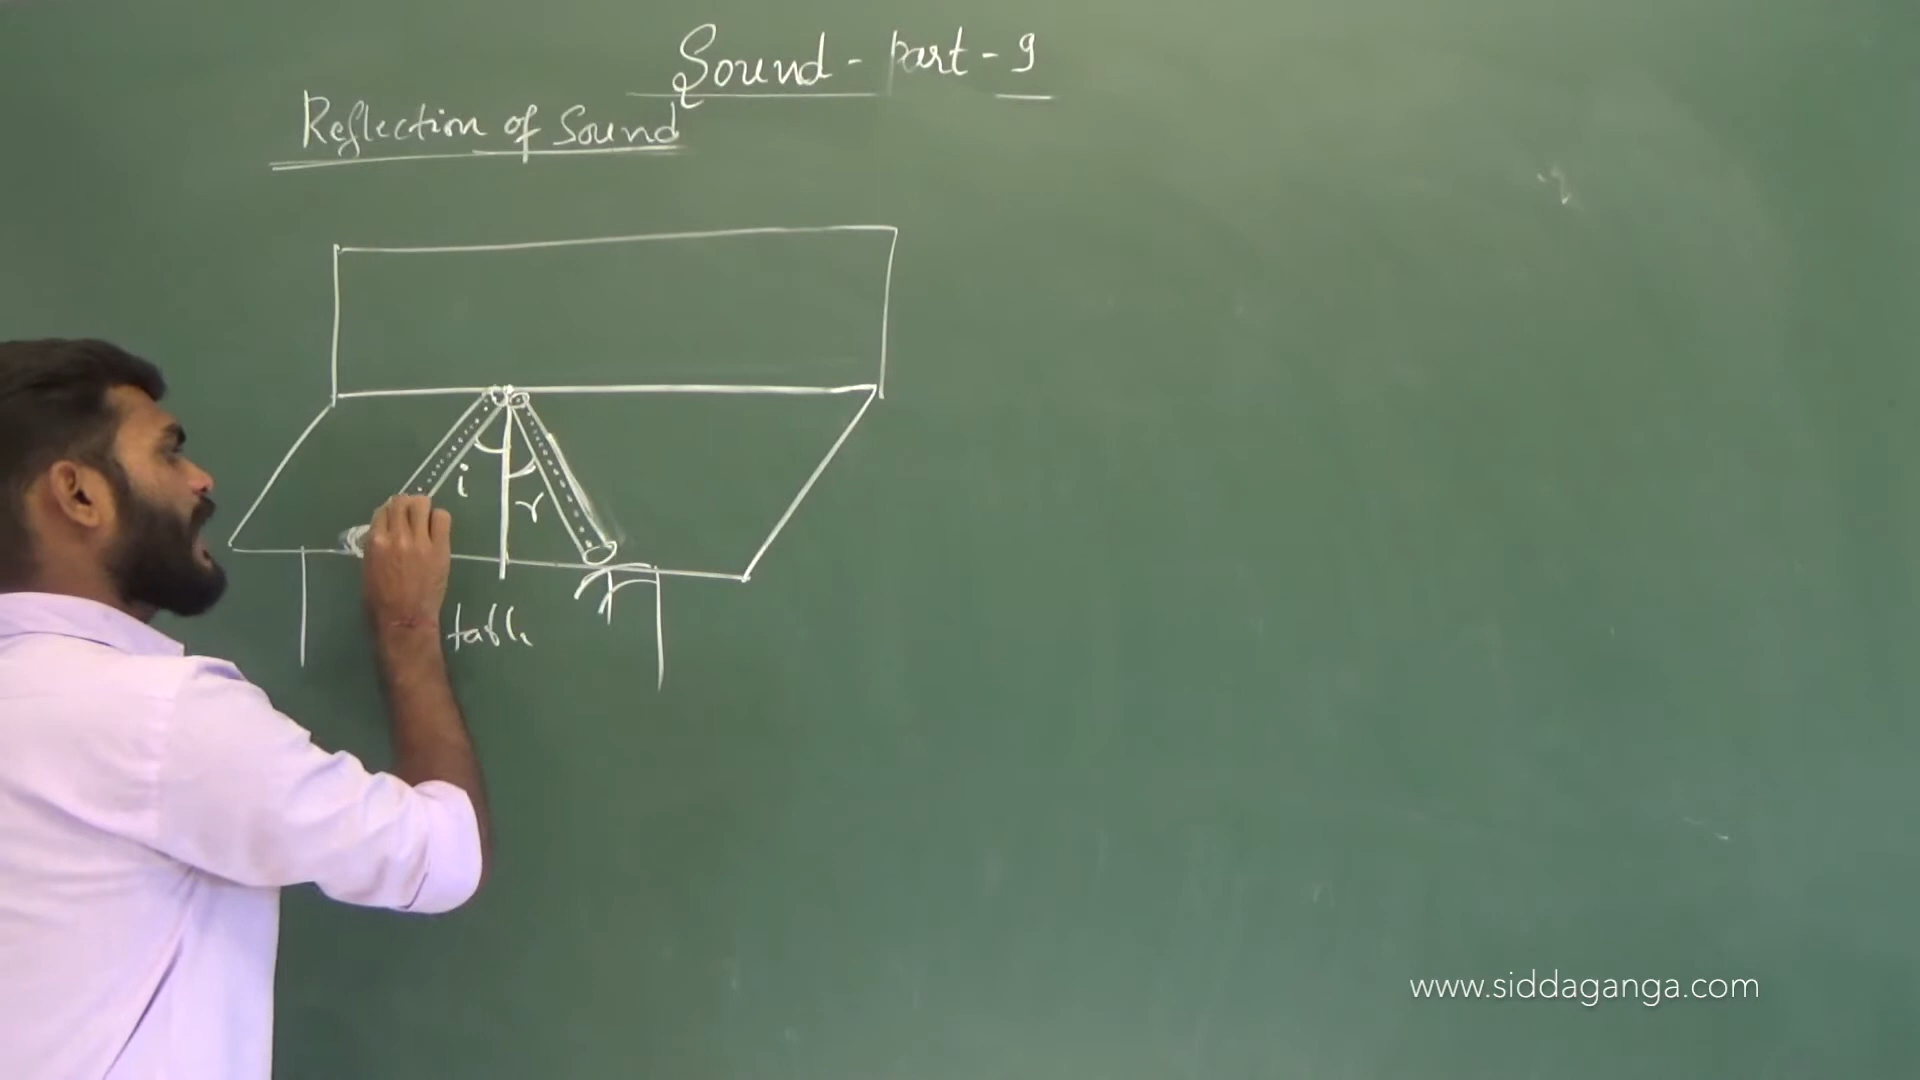 Sound - part - 9
Reflection of Sound
i
r
table
www.siddaganga.com